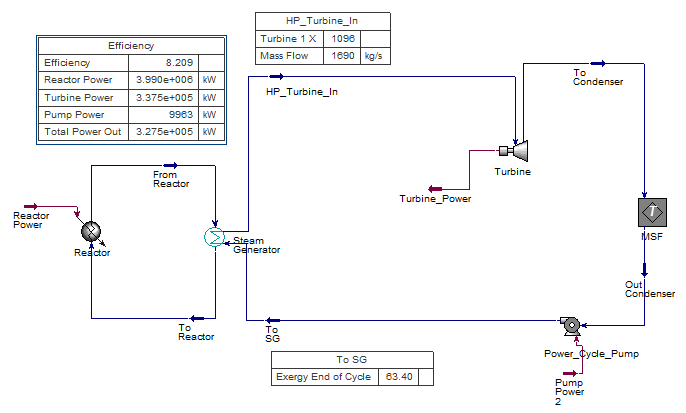 HP_Turbine_In
Turbine 1 X 1096
Mass Flow 1690 kg/s
Efficiency
Efficiency 8.209
Reactor Power 3.990e+006 kW
Turbine Power 3.375e+005 kW
Pump Power 9963 kW
Total Power Out 3.275e+005 kW
HP_Turbine_In
To
Condenser
From
Reactor
Turbine
Turbine_Power
Reactor
Power
Reactor
Steam
Generator
T
MSF
Out
Condenser
To
Reactor
To
SG
Power_Cycle_Pump
To SG
Exergy End of Cycle 63.40
Pump
Power
2